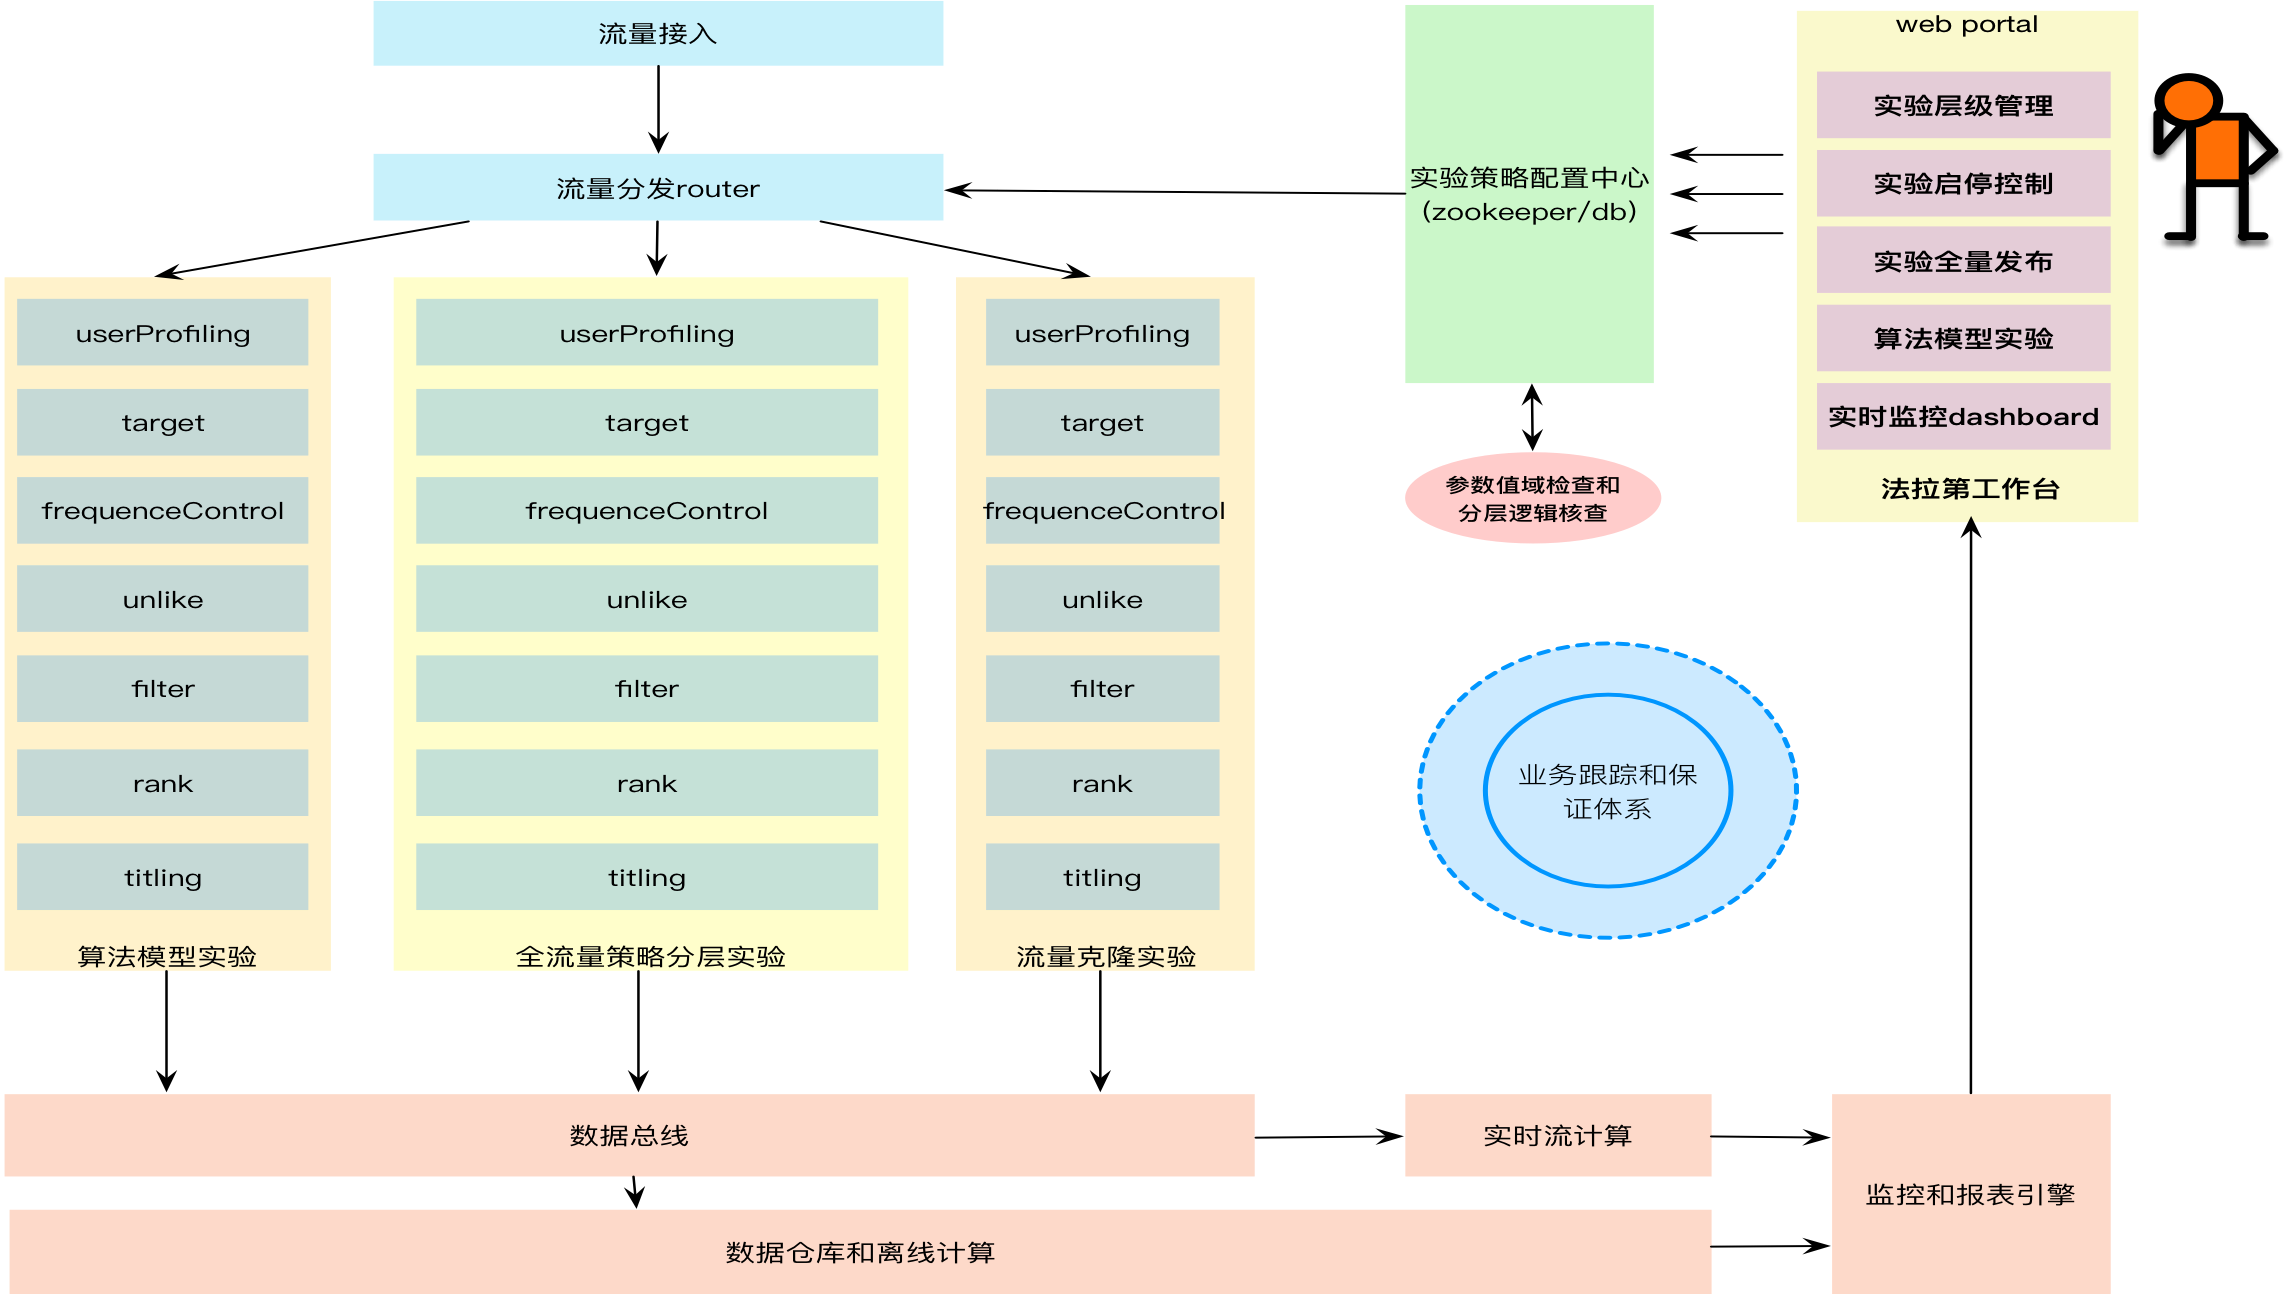 流量接入
流量分发router
userProfiling
target
frequenceControl
unlike
filter
rank
titling
算法模型实验
userProfiling
target
frequenceControl
unlike
filter
rank
titling
全流量策略分层实验
userProfiling
target
frequenceControl
unlike
filter
rank
titling
流量克隆实验
实验策略配置中心
(zookeeper/db)
参数值域检查和
分层逻辑核查
web portal
实验层级管理
实验启停控制
实验全量发布
算法模型实验
实时监控dashboard
法拉第工作台
业务跟踪和保
证体系
数据总线
实时流计算
监控和报表引擎
数据仓库和离线计算